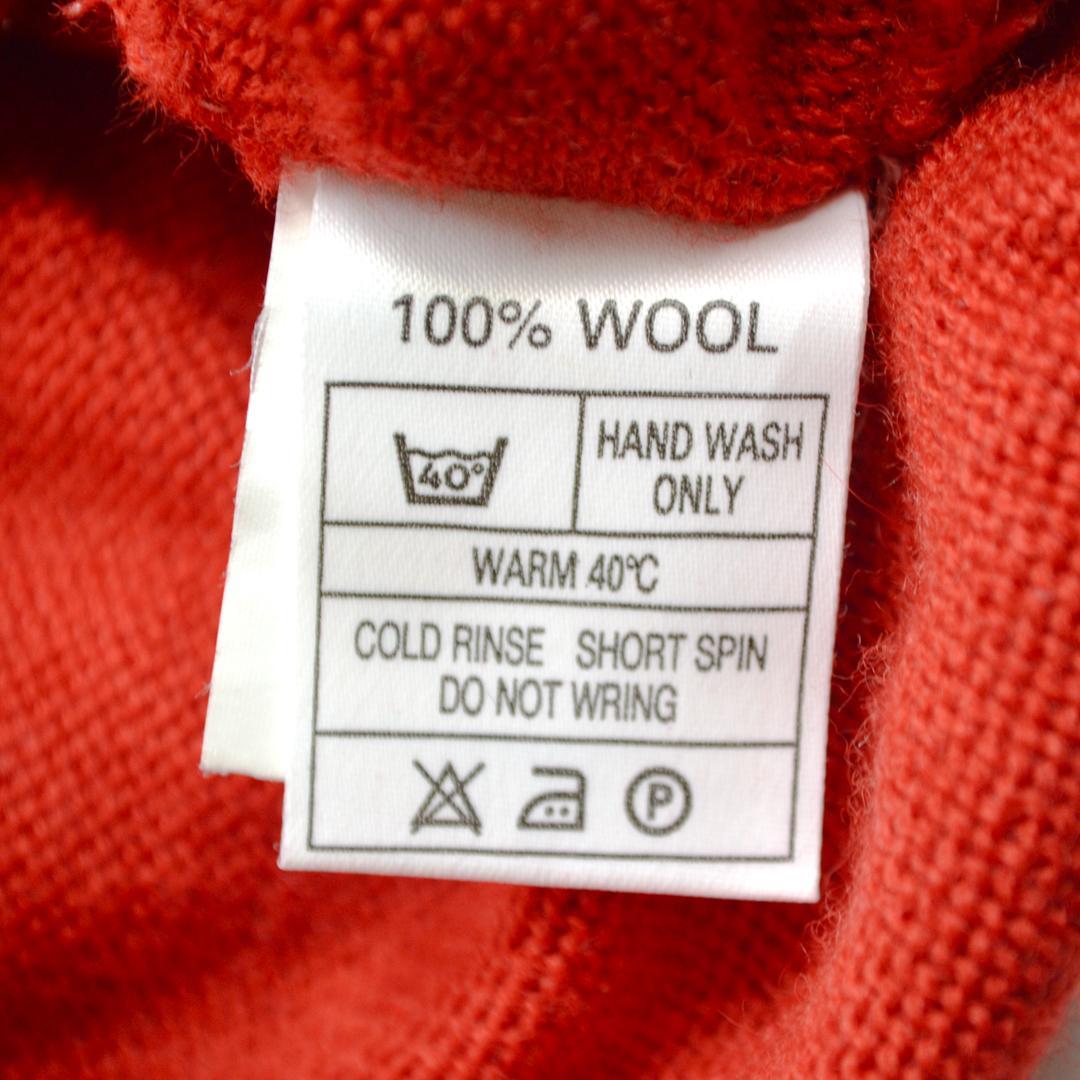 100% WOOL
40°
HAND WASH
ONLY
WARM 40°C
COLD RINSE SHORT SPIN
DO NOT WRING
P